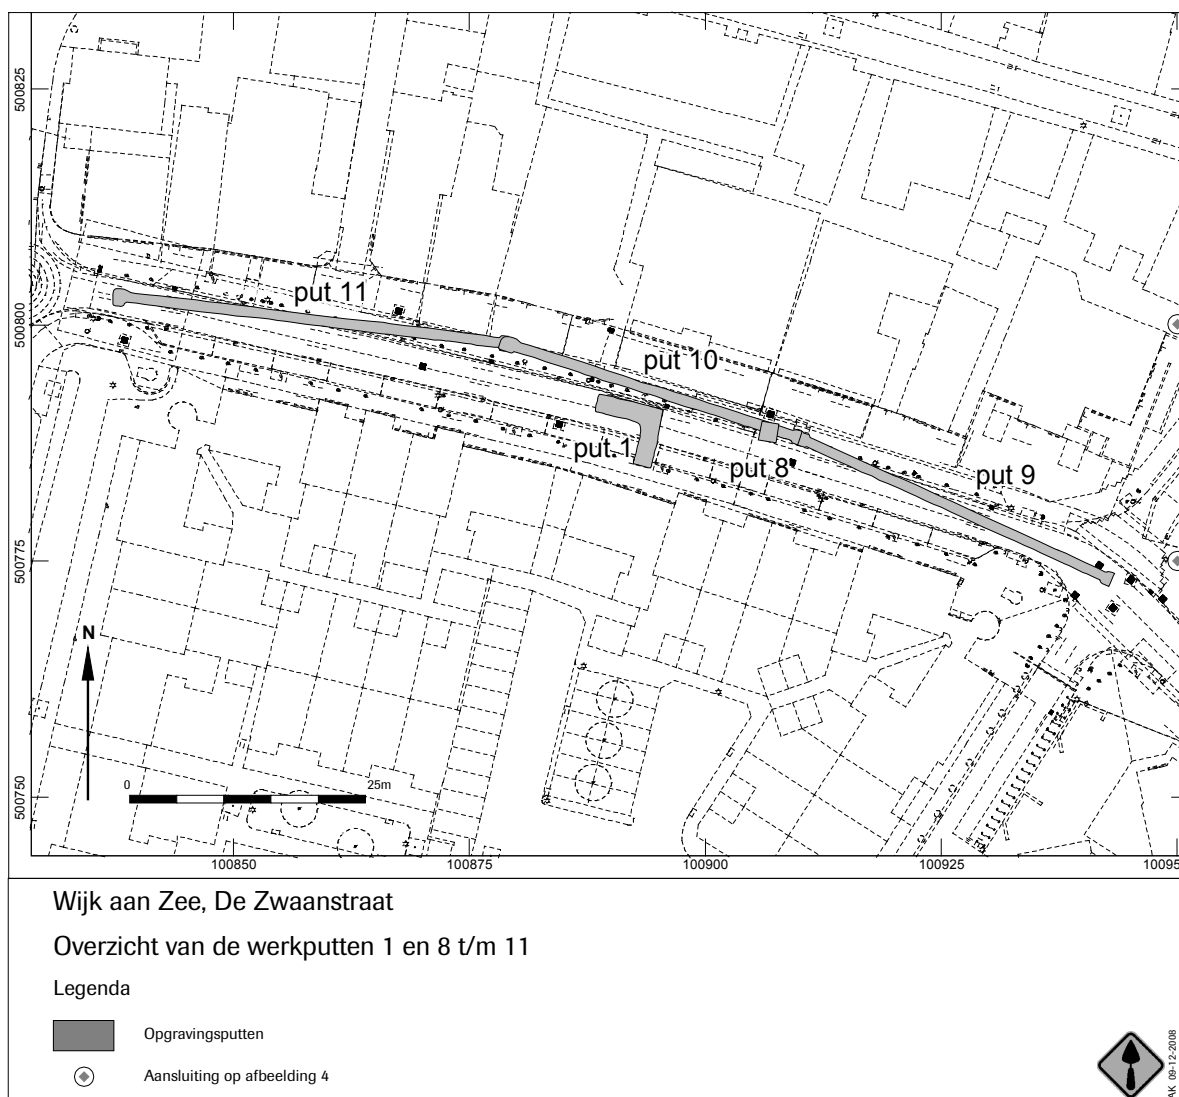 500825
500800
500775
500750
put 11
put 10
put 1
put 8
put 9
N
0
25m
100850
100875
100900
100925
10095
Wijk aan Zee, De Zwaanstraat
Overzicht van de werkputten 1 en 8 t/m 11
Legenda
Opgravingsputten
Aansluiting op afbeelding 4
AK 09-12-2008